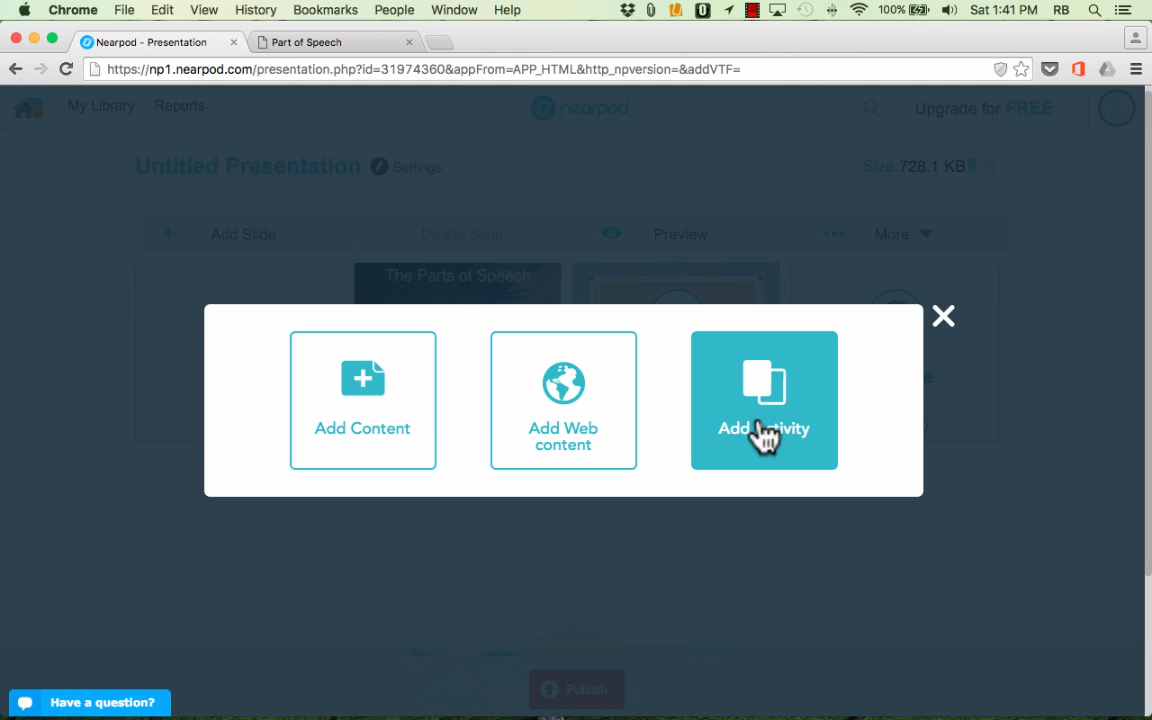 Chrome File Edit View History Bookmarks People Window Help 100% Sat 1:41 PM RB
Nearpod - Presentation Part of Speech
https://np1.nearpod.com/presentation.php?id=31974360&appFrom=APP_HTML&http_npversion=&addVTF=
My Library Reports nearpod Upgrade for FREE
Untitled Presentation Settings Size:728.1 KB
Add Slide Delete Slide Preview More
The Parts of Speech
Add Content
Add Web
content
Add Activity
Publish
Have a question?